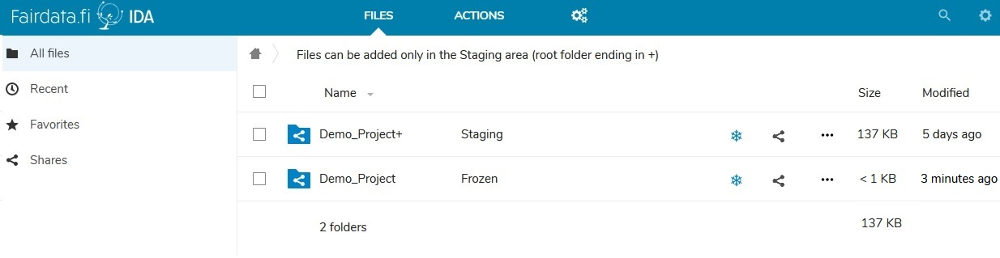 Fairdata.fi IDA FILES ACTIONS
All files
Files can be added only in the Staging area (root folder ending in +)
Recent
Name Size Modified
Favorites
Demo_Project+ Staging 137 KB 5 days ago
Shares
Demo_Project Frozen < 1 KB 3 minutes ago
2 folders 137 KB